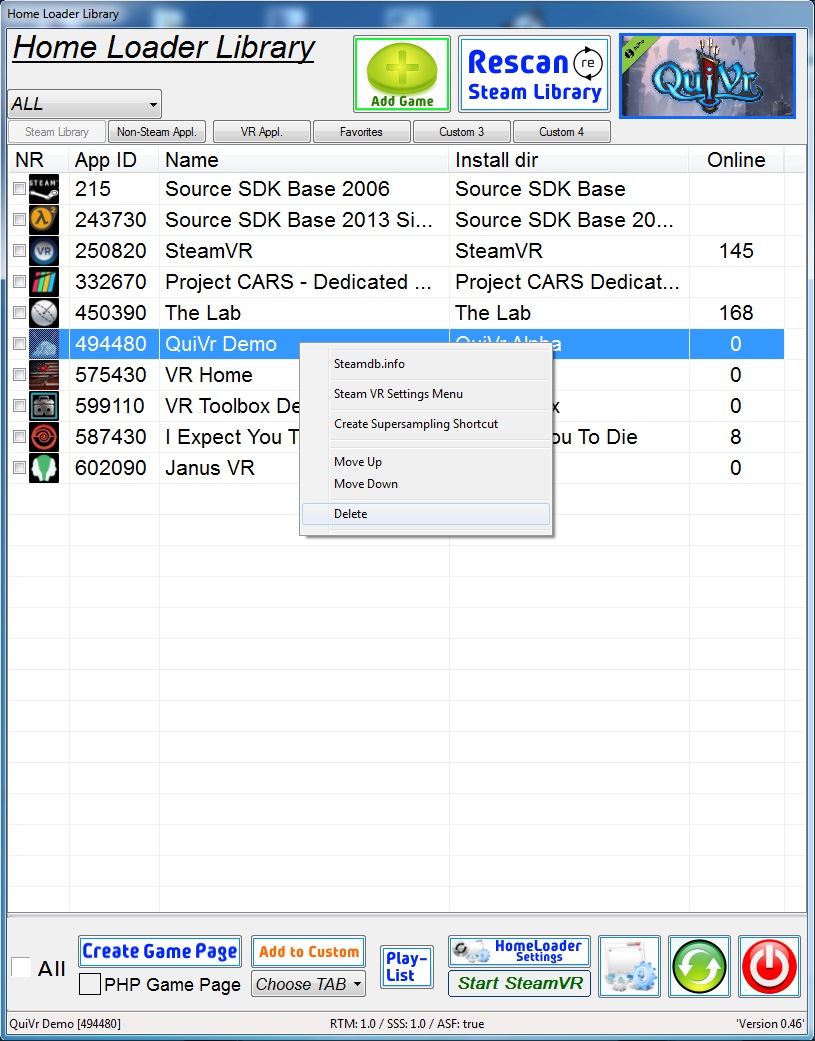 Home Loader Library
Home Loader Library
ALL
Add Game
Rescan re
Steam Library
QuiVr
Steam Library Non-Steam Appl. VR Appl. Favorites Custom 3 Custom 4
NR App ID Name Install dir Online
STEAM 215 Source SDK Base 2006 Source SDK Base
2 243730 Source SDK Base 2013 Si... Source SDK Base 20...
VR 250820 SteamVR SteamVR 145
332670 Project CARS - Dedicated ... Project CARS Dedicat...
450390 The Lab The Lab 168
494480 QuiVr Demo QuiVr Alpha 0
575430 VR Home 0
599110 VR Toolbox De x 0
587430 I Expect You T ou To Die 8
602090 Janus VR 0
Steamdb.info
Steam VR Settings Menu
Create Supersampling Shortcut
Move Up
Move Down
Delete
All
Create Game Page
PHP Game Page
Add to Custom
Choose TAB
Play-
List
HomeLoader
Settings
Start SteamVR
QuiVr Demo [494480] RTM: 1.0 / SSS: 1.0 / ASF: true 'Version 0.46'